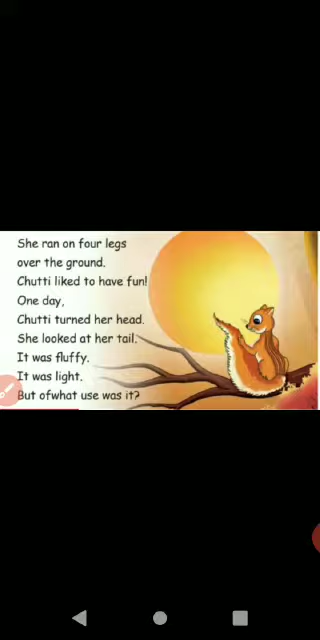 She ran on four legs
over the ground.
Chutti liked to have fun!
One day,
Chutti turned her head.
She looked at her tail.
It was fluffy.
It was light.
But ofwhat use was it?